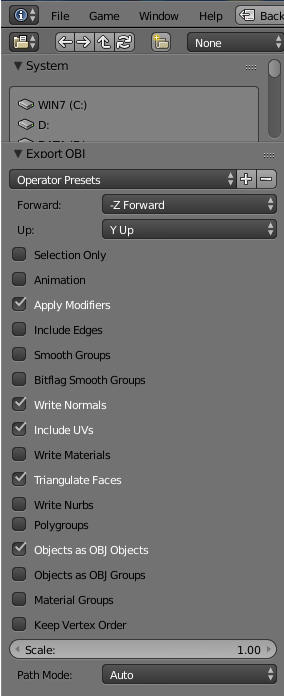 File Game Window Help Back
None
System
WIN7 (C:)
D:
Export OBJ
Operator Presets
Forward: -Z Forward
Up: Y Up
Selection Only
Animation
Apply Modifiers
Include Edges
Smooth Groups
Bitflag Smooth Groups
Write Normals
Include UVs
Write Materials
Triangulate Faces
Write Nurbs
Polygroups
Objects as OBJ Objects
Objects as OBJ Groups
Material Groups
Keep Vertex Order
Scale: 1.00
Path Mode: Auto